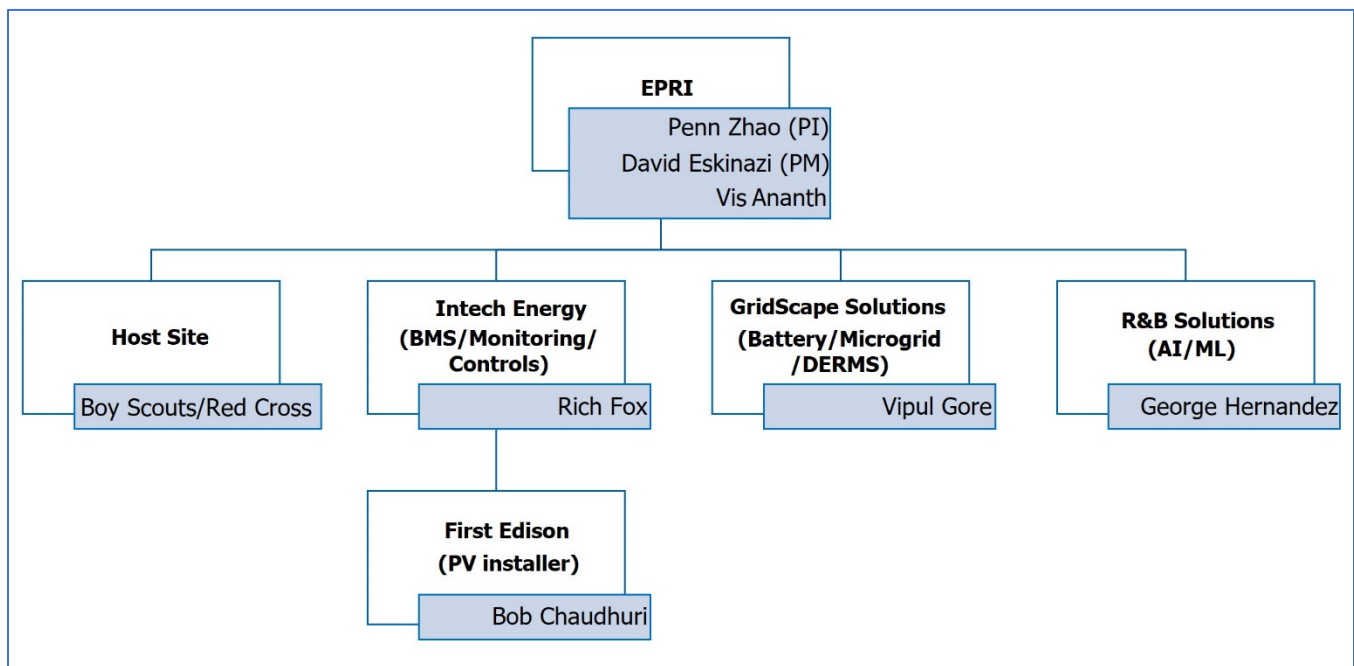 EPRI
Penn Zhao (PI)
David Eskinazi (PM)
Vis Ananth
Host Site
Boy Scouts/Red Cross
Intech Energy
(BMS/Monitoring/
Controls)
Rich Fox
GridScape Solutions
(Battery/Microgrid
/DERMS)
Vipul Gore
R&B Solutions
(AI/ML)
George Hernandez
First Edison
(PV installer)
Bob Chaudhuri